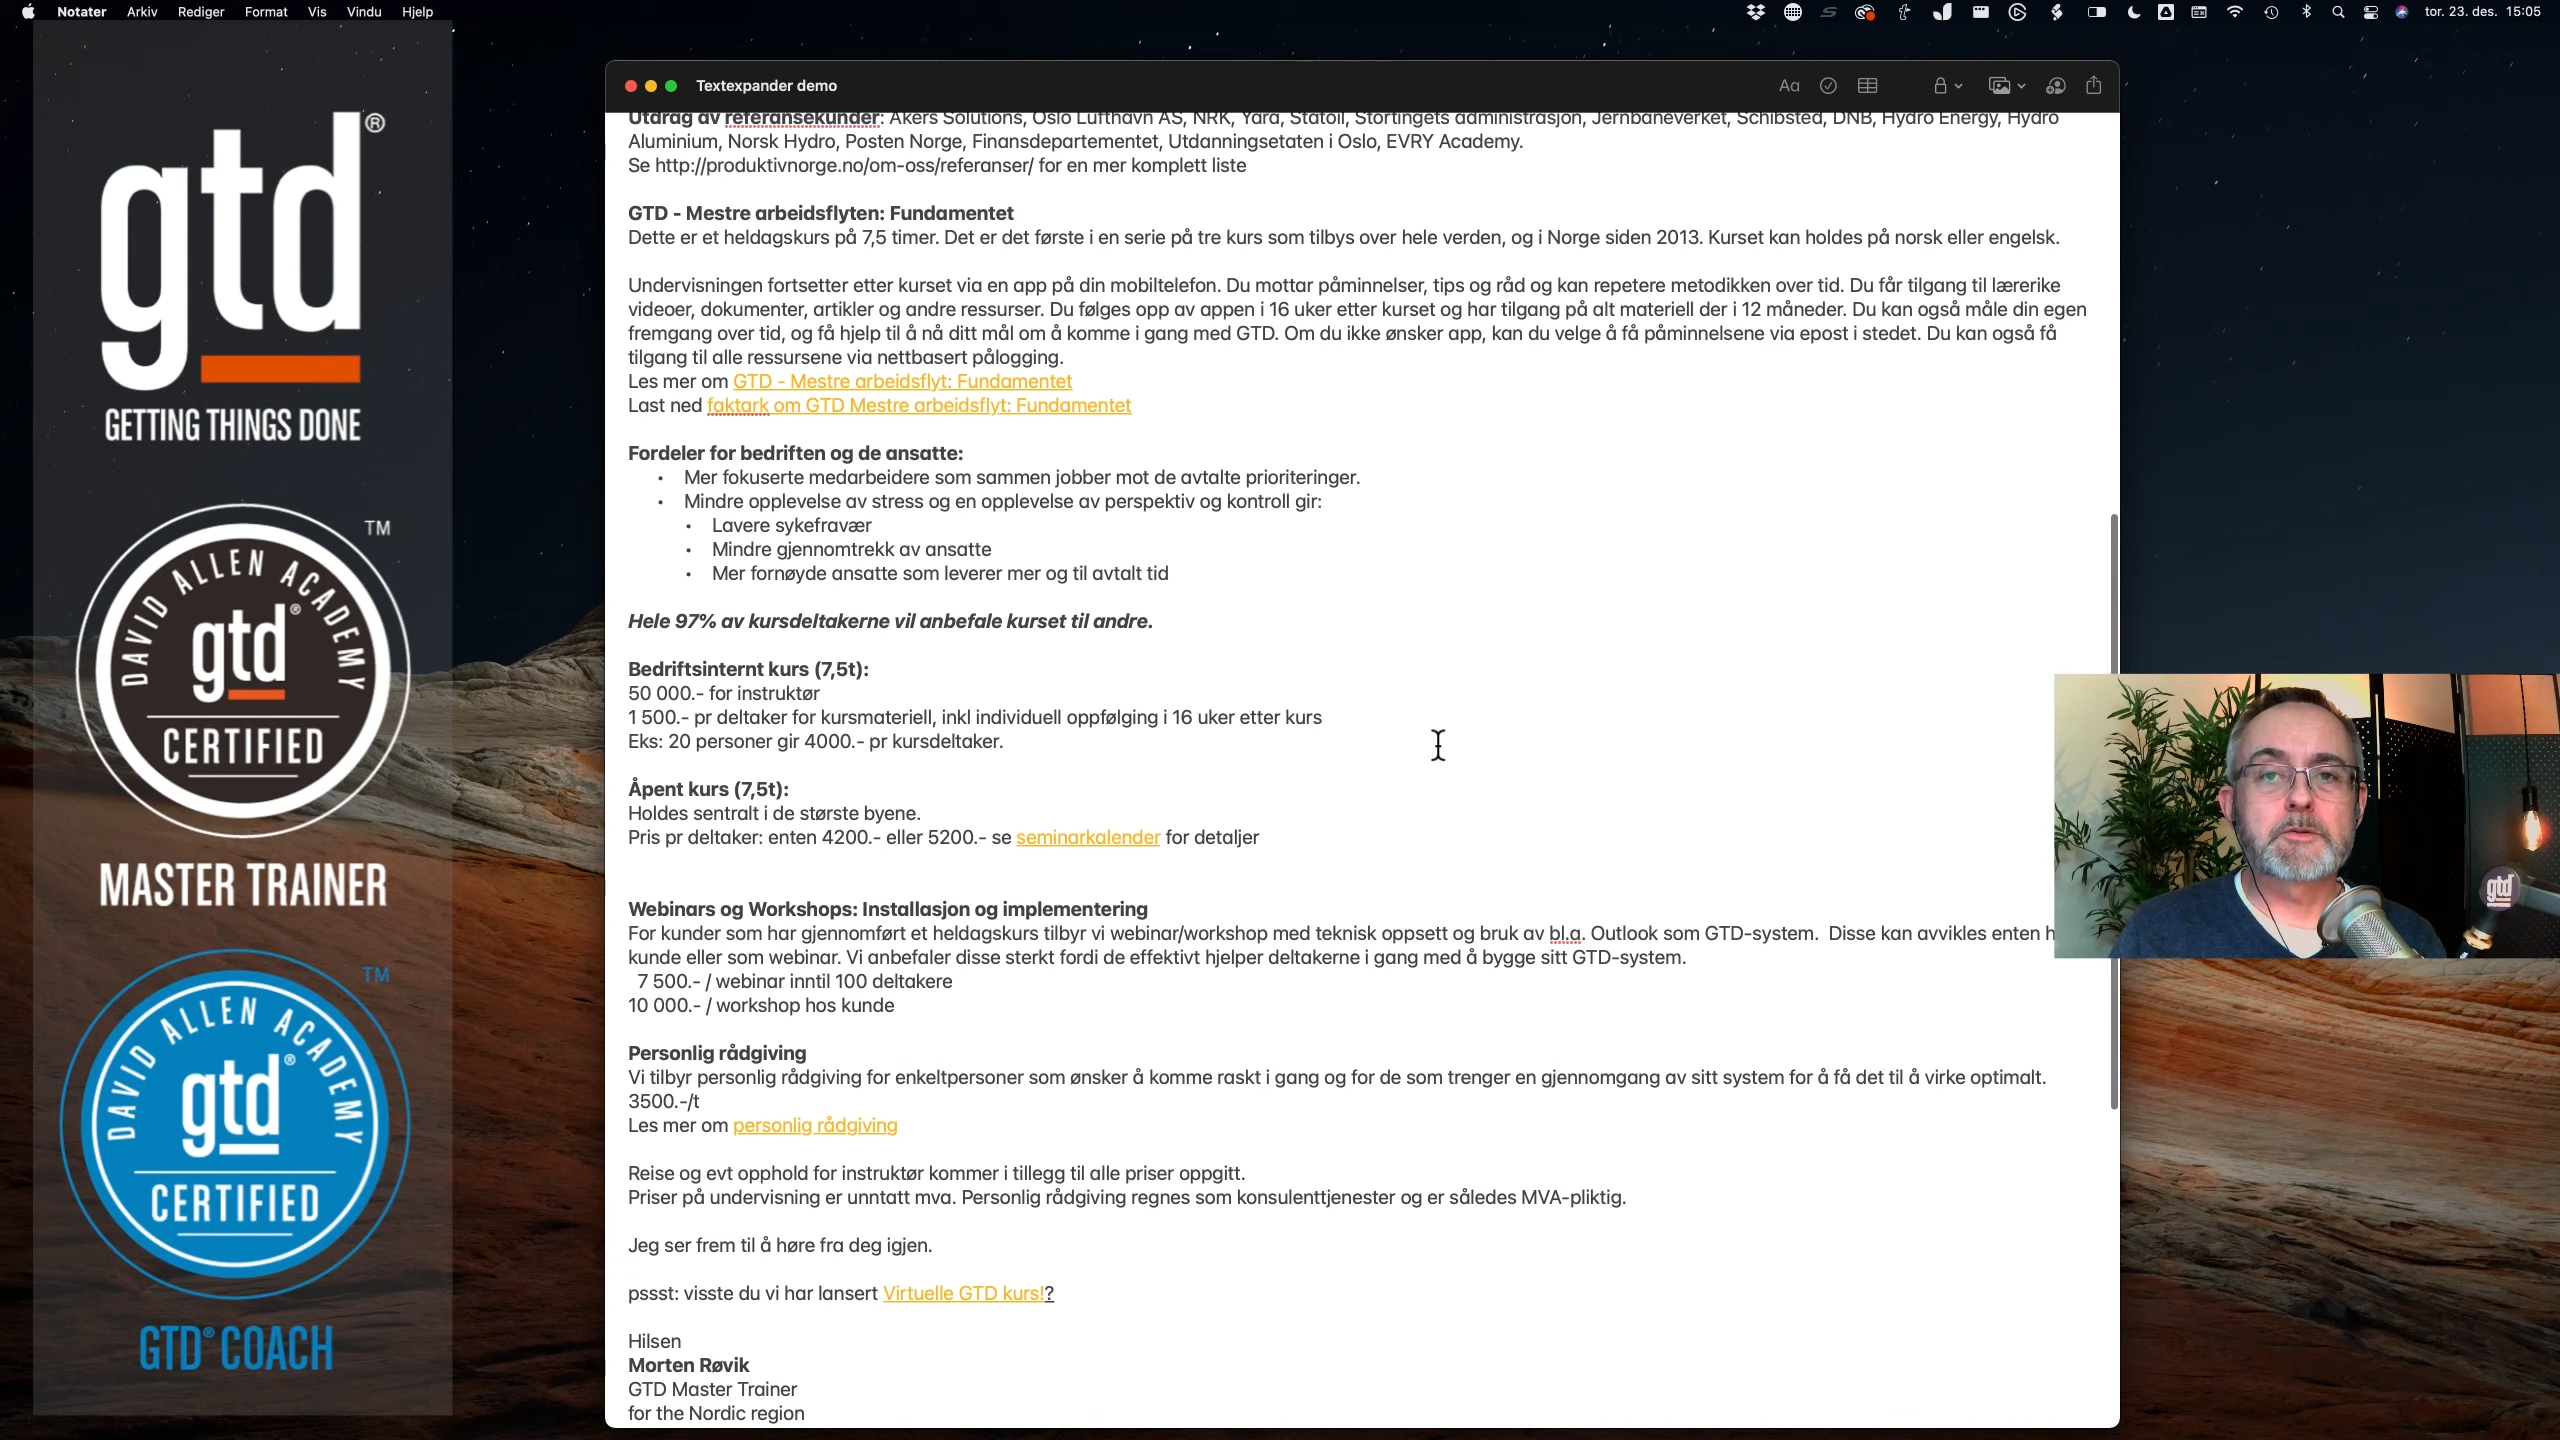 Notater Arkiv Rediger Format Vis Vindu Hjelp
tor. 23. des. 15:05
gtd®
GETTING THINGS DONE
TM
DAVID ALLEN ACADEMY
gtd®
CERTIFIED
MASTER TRAINER
TM
DAVID ALLEN ACADEMY
gtd®
CERTIFIED
GTD® COACH
Textexpander demo
Aa
Utdrag av referansekunder: Akers Solutions, Oslo Lufthavn AS, NRK, Yara, Statoil, Stortingets administrasjon, Jernbaneverket, Schibsted, DNB, Hydro Energy, Hydro
Aluminium, Norsk Hydro, Posten Norge, Finansdepartementet, Utdanningsetaten i Oslo, EVRY Academy.
Se http://produktivnorge.no/om-oss/referanser/ for en mer komplett liste
GTD - Mestre arbeidsflyten: Fundamentet
Dette er et heldagskurs på 7,5 timer. Det er det første i en serie på tre kurs som tilbys over hele verden, og i Norge siden 2013. Kurset kan holdes på norsk eller engelsk.
Undervisningen fortsetter etter kurset via en app på din mobiltelefon. Du mottar påminnelser, tips og råd og kan repetere metodikken over tid. Du får tilgang til lærerike
videoer, dokumenter, artikler og andre ressurser. Du følges opp av appen i 16 uker etter kurset og har tilgang på alt materiell der i 12 måneder. Du kan også måle din egen
fremgang over tid, og få hjelp til å nå ditt mål om å komme i gang med GTD. Om du ikke ønsker app, kan du velge å få påminnelsene via epost i stedet. Du kan også få
tilgang til alle ressursene via nettbasert pålogging.
Les mer om GTD - Mestre arbeidsflyt: Fundamentet
Last ned faktark om GTD Mestre arbeidsflyt: Fundamentet
Fordeler for bedriften og de ansatte:
• Mer fokuserte medarbeidere som sammen jobber mot de avtalte prioriteringer.
• Mindre opplevelse av stress og en opplevelse av perspektiv og kontroll gir:
• Lavere sykefravær
• Mindre gjennomtrekk av ansatte
• Mer fornøyde ansatte som leverer mer og til avtalt tid
Hele 97% av kursdeltakerne vil anbefale kurset til andre.
Bedriftsinternt kurs (7,5t):
50 000.- for instruktør
1 500.- pr deltaker for kursmateriell, inkl individuell oppfølging i 16 uker etter kurs
Eks: 20 personer gir 4000.- pr kursdeltaker.
Åpent kurs (7,5t):
Holdes sentralt i de største byene.
Pris pr deltaker: enten 4200.- eller 5200.- se seminarkalender for detaljer
Webinars og Workshops: Installasjon og implementering
For kunder som har gjennomført et heldagskurs tilbyr vi webinar/workshop med teknisk oppsett og bruk av bl.a. Outlook som GTD-system.  Disse kan avvikles enten h
kunde eller som webinar. Vi anbefaler disse sterkt fordi de effektivt hjelper deltakerne i gang med å bygge sitt GTD-system.
7 500.- / webinar inntil 100 deltakere
10 000.- / workshop hos kunde
Personlig rådgiving
Vi tilbyr personlig rådgiving for enkeltpersoner som ønsker å komme raskt i gang og for de som trenger en gjennomgang av sitt system for å få det til å virke optimalt.
3500.-/t
Les mer om personlig rådgiving
Reise og evt opphold for instruktør kommer i tillegg til alle priser oppgitt.
Priser på undervisning er unntatt mva. Personlig rådgiving regnes som konsulenttjenester og er således MVA-pliktig.
Jeg ser frem til å høre fra deg igjen.
pssst: visste du vi har lansert Virtuelle GTD kurs!?
Hilsen
Morten Røvik
GTD Master Trainer
for the Nordic region
gtd